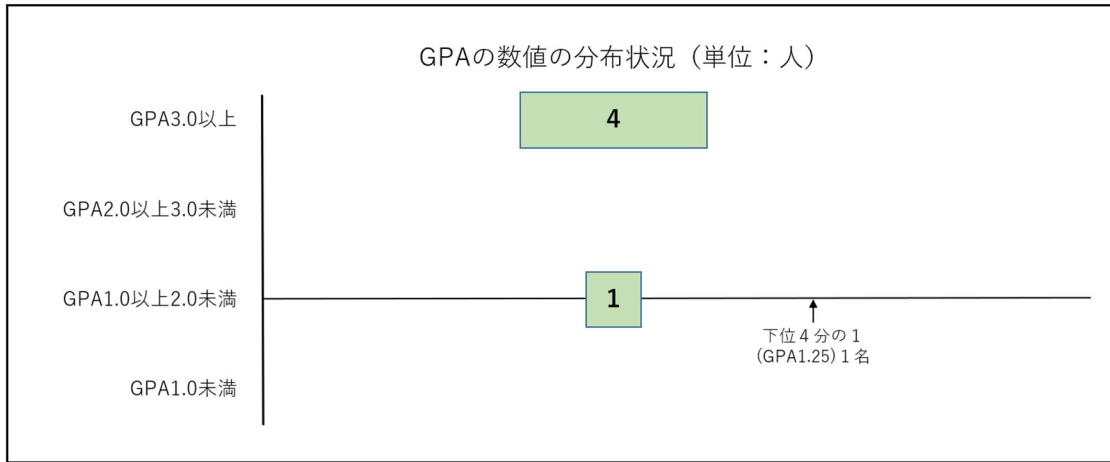 GPAの数値の分布状況（単位：人）
GPA3.0以上
4
GPA2.0以上3.0未満
GPA1.0以上2.0未満
1
下位４分の１
(GPA1.25)１名
GPA1.0未満